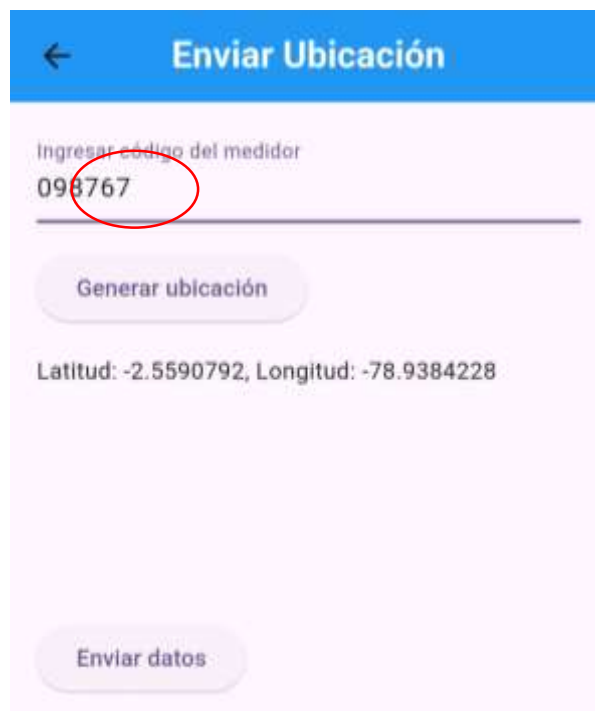 Enviar Ubicación
Ingresar código del medidor
098767
Generar ubicación
Latitud: -2.5590792, Longitud: -78.9384228
Enviar datos